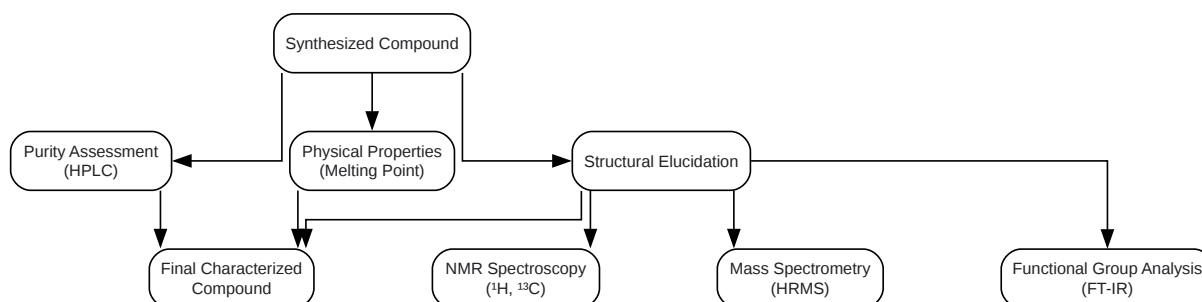 Synthesized Compound
Purity Assessment
(HPLC)
Physical Properties
(Melting Point)
Structural Elucidation
Final Characterized
Compound
NMR Spectroscopy
(¹H, ¹³C)
Mass Spectrometry
(HRMS)
Functional Group Analysis
(FT-IR)